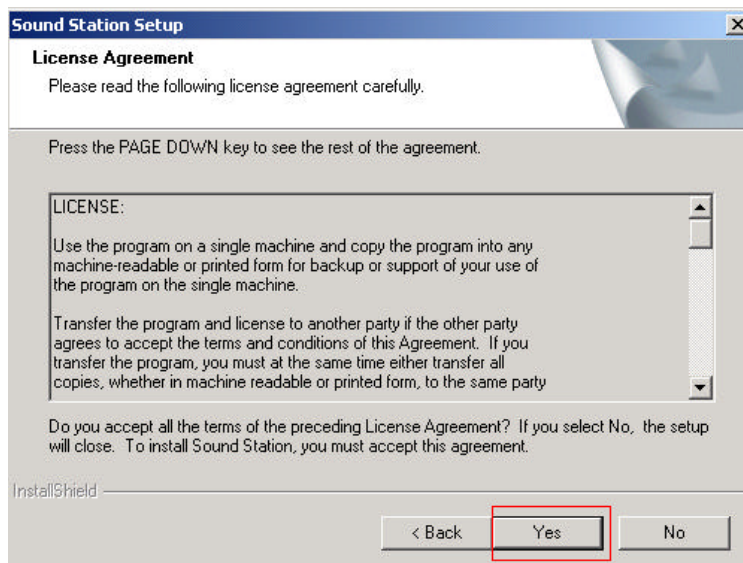 Sound Station Setup
License Agreement
Please read the following license agreement carefully.
Press the PAGE DOWN key to see the rest of the agreement.
LICENSE:
Use the program on a single machine and copy the program into any
machine-readable or printed form for backup or support of your use of
the program on the single machine.
Transfer the program and license to another party if the other party
agrees to accept the terms and conditions of this Agreement.  If you
transfer the program, you must at the same time either transfer all
copies, whether in machine readable or printed form, to the same party
Do you accept all the terms of the preceding License Agreement?  If you select No,  the setup
will close.  To install Sound Station, you must accept this agreement.
InstallShield
< Back Yes No